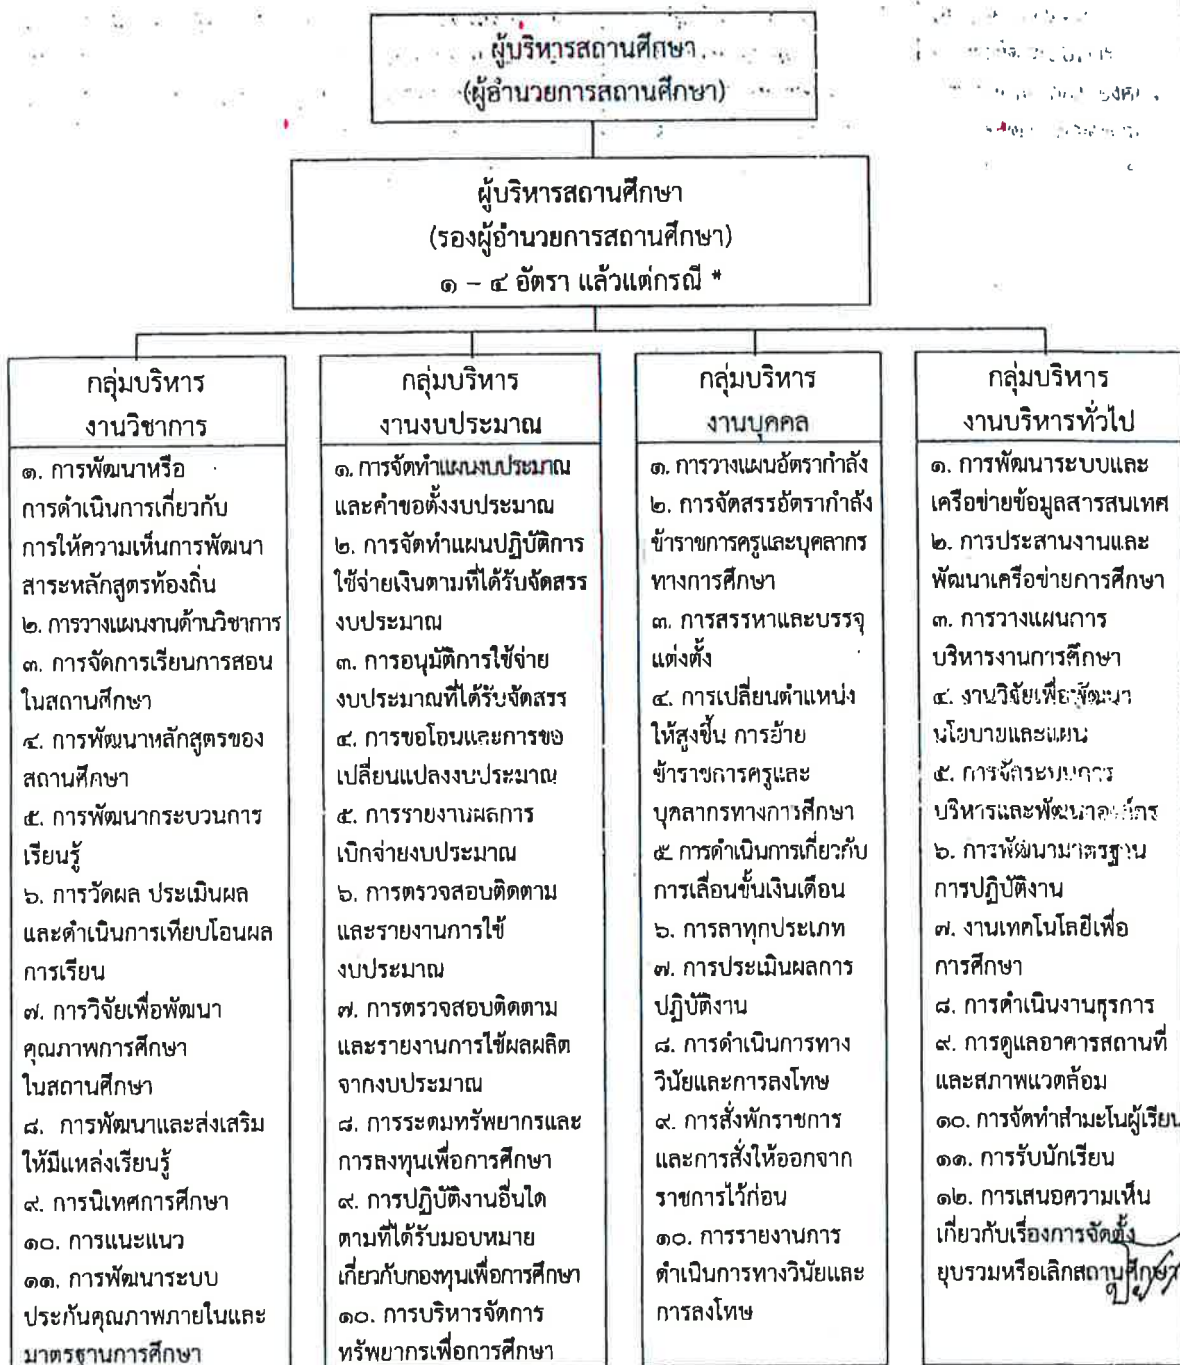 ผู้บริหารสถานศึกษา
(ผู้อำนวยการสถานศึกษา)
ผู้บริหารสถานศึกษา
(รองผู้อำนวยการสถานศึกษา)
๑ – ๔ อัตรา แล้วแต่กรณี *
กลุ่มบริหาร
งานวิชาการ
๑. การพัฒนาหรือ
การดำเนินการเกี่ยวกับ
การให้ความเห็นการพัฒนา
สาระหลักสูตรท้องถิ่น
๒. การวางแผนงานด้านวิชาการ
๓. การจัดการเรียนการสอน
ในสถานศึกษา
๔. การพัฒนาหลักสูตรของ
สถานศึกษา
๕. การพัฒนากระบวนการ
เรียนรู้
๖. การวัดผล ประเมินผล
และดำเนินการเทียบโอนผล
การเรียน
๗. การวิจัยเพื่อพัฒนา
คุณภาพการศึกษา
ในสถานศึกษา
๘. การพัฒนาและส่งเสริม
ให้มีแหล่งเรียนรู้
๙. การนิเทศการศึกษา
๑๐. การแนะแนว
๑๑. การพัฒนาระบบ
ประกันคุณภาพภายในและ
มาตรฐานการศึกษา
กลุ่มบริหาร
งานงบประมาณ
๑. การจัดทำแผนงบประมาณ
และคำขอตั้งงบประมาณ
๒. การจัดทำแผนปฏิบัติการ
ใช้จ่ายเงินตามที่ได้รับจัดสรร
งบประมาณ
๓. การอนุมัติการใช้จ่าย
งบประมาณที่ได้รับจัดสรร
๔. การขอโอนและการขอ
เปลี่ยนแปลงงบประมาณ
๕. การรายงานผลการ
เบิกจ่ายงบประมาณ
๖. การตรวจสอบติดตาม
และรายงานการใช้
งบประมาณ
๗. การตรวจสอบติดตาม
และรายงานการใช้ผลผลิต
จากงบประมาณ
๘. การระดมทรัพยากรและ
การลงทุนเพื่อการศึกษา
๙. การปฏิบัติงานอื่นใด
ตามที่ได้รับมอบหมาย
เกี่ยวกับกองทุนเพื่อการศึกษา
๑๐. การบริหารจัดการ
ทรัพยากรเพื่อการศึกษา
กลุ่มบริหาร
งานบุคคล
๑. การวางแผนอัตรากำลัง
๒. การจัดสรรอัตรากำลัง
ข้าราชการครูและบุคลากร
ทางการศึกษา
๓. การสรรหาและบรรจุ
แต่งตั้ง
๔. การเปลี่ยนตำแหน่ง
ให้สูงขึ้น การย้าย
ข้าราชการครูและ
บุคลากรทางการศึกษา
๕. การดำเนินการเกี่ยวกับ
การเลื่อนขั้นเงินเดือน
๖. การลาทุกประเภท
๗. การประเมินผลการ
ปฏิบัติงาน
๘. การดำเนินการทาง
วินัยและการลงโทษ
๙. การสั่งพักราชการ
และการสั่งให้ออกจาก
ราชการไว้ก่อน
๑๐. การรายงานการ
ดำเนินการทางวินัยและ
การลงโทษ
กลุ่มบริหาร
งานบริหารทั่วไป
๑. การพัฒนาระบบและ
เครือข่ายข้อมูลสารสนเทศ
๒. การประสานงานและ
พัฒนาเครือข่ายการศึกษา
๓. การวางแผนการ
บริหารงานการศึกษา
๔. งานวิจัยเพื่อพัฒนา
นโยบายและแผน
๕. การจัดระบบการ
บริหารและพัฒนาองค์กร
๖. การพัฒนามาตรฐาน
การปฏิบัติงาน
๗. งานเทคโนโลยีเพื่อ
การศึกษา
๘. การดำเนินงานธุรการ
๙. การดูแลอาคารสถานที่
และสภาพแวดล้อม
๑๐. การจัดทำสำมะโนผู้เรียน
๑๑. การรับนักเรียน
๑๒. การเสนอความเห็น
เกี่ยวกับเรื่องการจัดตั้ง
ยุบรวมหรือเลิกสถานศึกษา